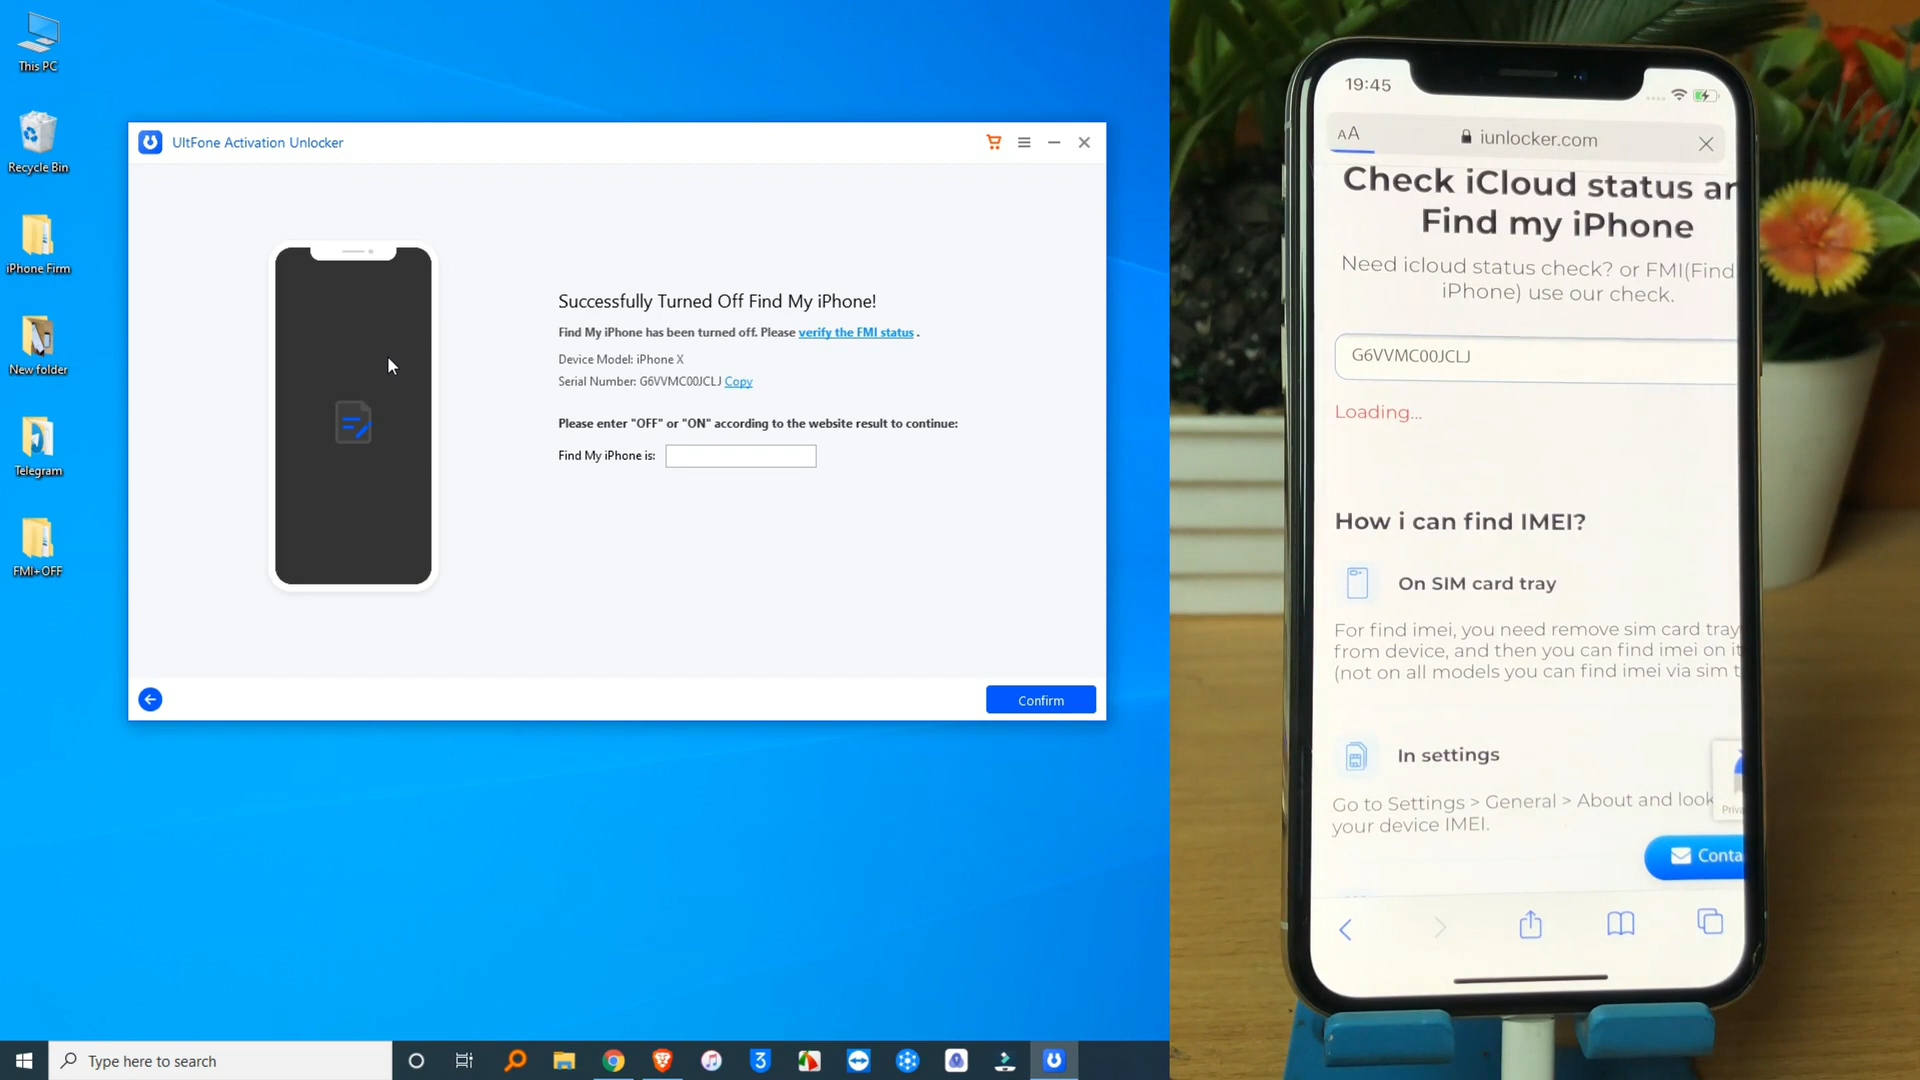 This PC
Recycle Bin
iPhone Firm
New folder
Telegram
FMI+OFF
UltFone Activation Unlocker
Successfully Turned Off Find My iPhone!
Find My iPhone has been turned off. Please verify the FMI status .
Device Model: iPhone X
Serial Number: G6VVMC00JCLJ Copy
Please enter "OFF" or "ON" according to the website result to continue:
Find My iPhone is:
Confirm
Type here to search
3
19:45
AA
iunlocker.com
Check iCloud status an
Find my iPhone
Need icloud status check? or FMI(Find
iPhone) use our check.
G6VVMC00JCLJ
Loading...
How i can find IMEI?
On SIM card tray
For find imei, you need remove sim card tray
from device, and then you can find imei on it
(not on all models you can find imei via sim t
In settings
Go to Settings > General > About and look
your device IMEI.
Priva
Conta